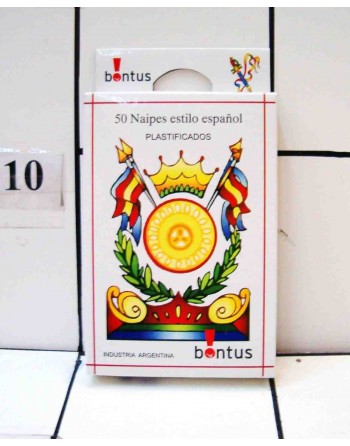 bontus
50 Naipes estilo español
PLASTIFICADOS
10
INDUSTRIA ARGENTINA
bontus